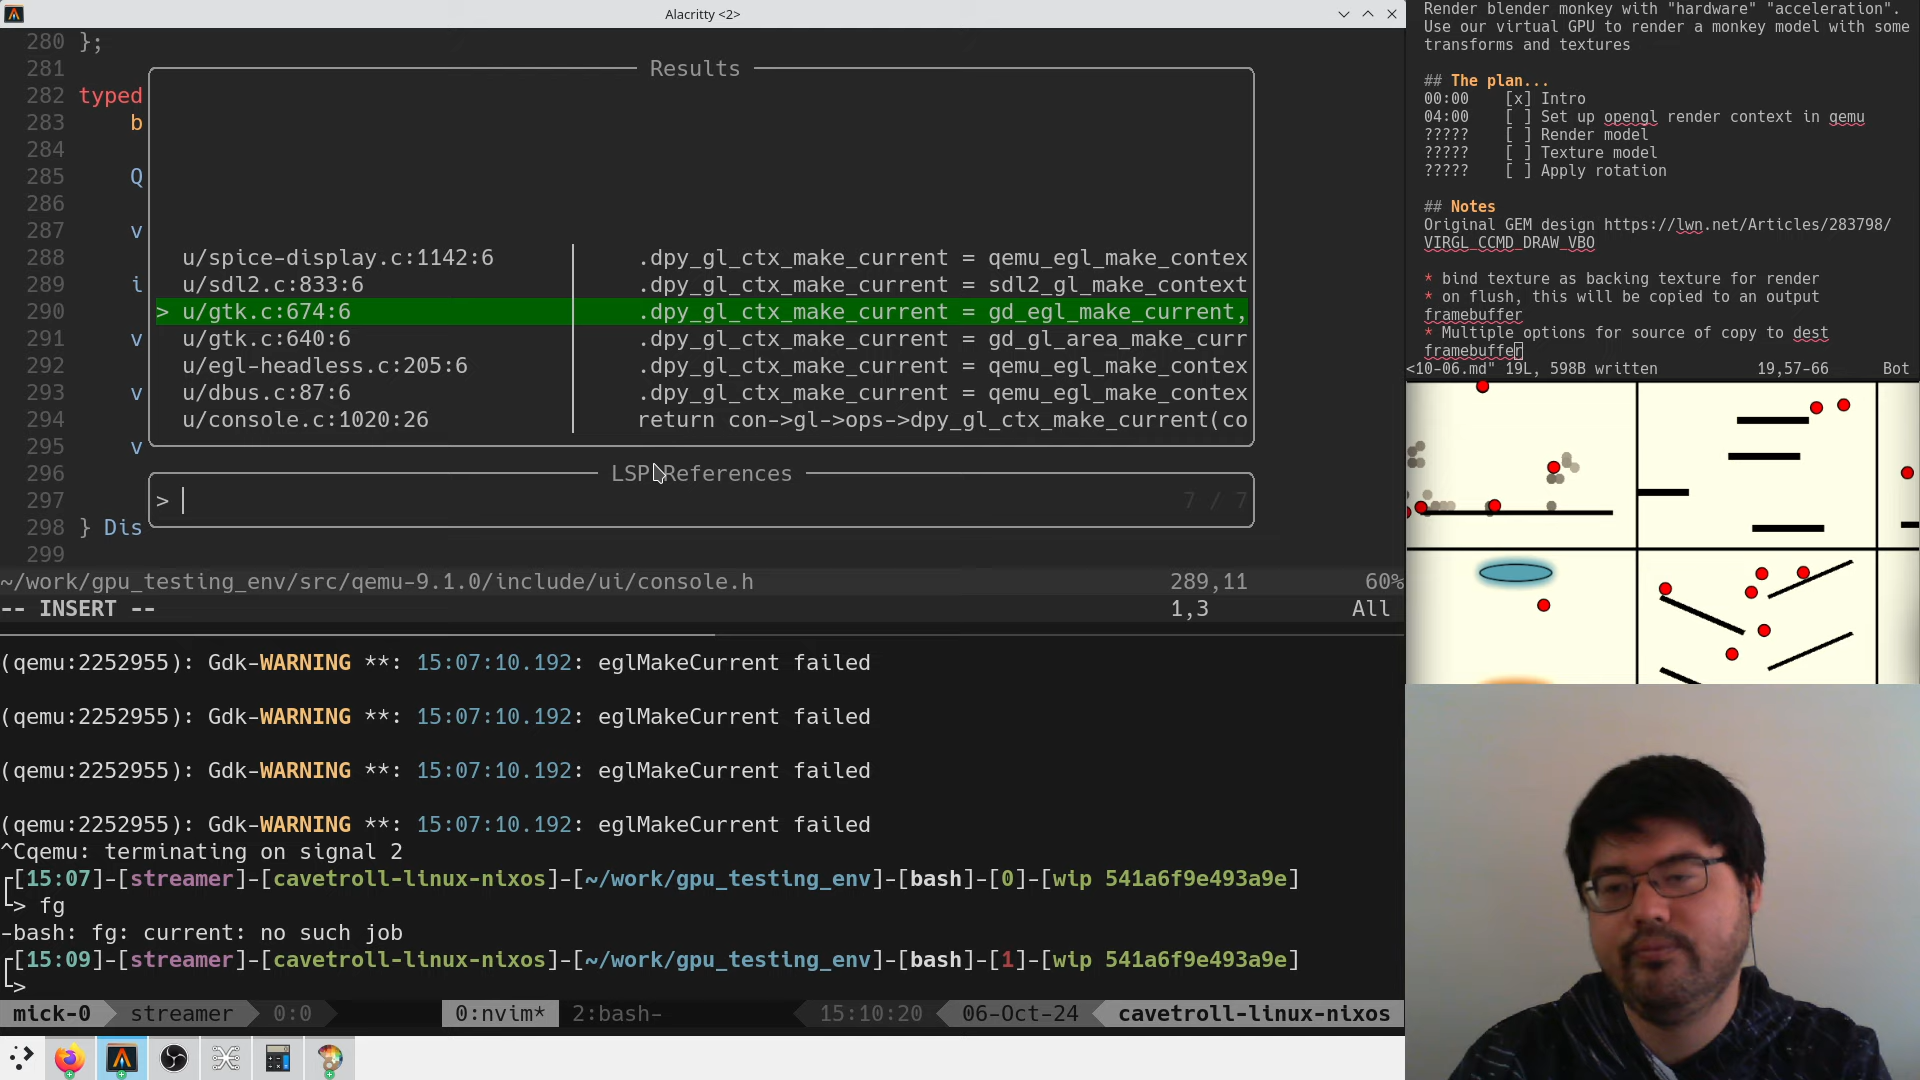 Alacritty <2>
280 };
281
282 typed
283 b
284
285 Q
286
287 v
288
289 i
290
291 v
292
293 v
294
295 v
296
297
298 } Dis
299
Results
u/spice-display.c:1142:6 .dpy_gl_ctx_make_current = qemu_egl_make_contex
u/sdl2.c:833:6 .dpy_gl_ctx_make_current = sdl2_gl_make_context
> u/gtk.c:674:6 .dpy_gl_ctx_make_current = gd_egl_make_current,
u/gtk.c:640:6 .dpy_gl_ctx_make_current = gd_gl_area_make_curr
u/egl-headless.c:205:6 .dpy_gl_ctx_make_current = qemu_egl_make_contex
u/dbus.c:87:6 .dpy_gl_ctx_make_current = qemu_egl_make_contex
u/console.c:1020:26 return con->gl->ops->dpy_gl_ctx_make_current(co
LSP References
> 7 / 7
~/work/gpu_testing_env/src/qemu-9.1.0/include/ui/console.h 289,11 60%
-- INSERT -- 1,3 All
(qemu:2252955): Gdk-WARNING **: 15:07:10.192: eglMakeCurrent failed
(qemu:2252955): Gdk-WARNING **: 15:07:10.192: eglMakeCurrent failed
(qemu:2252955): Gdk-WARNING **: 15:07:10.192: eglMakeCurrent failed
(qemu:2252955): Gdk-WARNING **: 15:07:10.192: eglMakeCurrent failed
^Cqemu: terminating on signal 2
[15:07]-[streamer]-[cavetroll-linux-nixos]-[~/work/gpu_testing_env]-[bash]-[0]-[wip 541a6f9e493a9e]
> fg
-bash: fg: current: no such job
[15:09]-[streamer]-[cavetroll-linux-nixos]-[~/work/gpu_testing_env]-[bash]-[1]-[wip 541a6f9e493a9e]
>
mick-0 streamer 0:0 0:nvim* 2:bash- 15:10:20 06-Oct-24 cavetroll-linux-nixos
Render blender monkey with "hardware" "acceleration".
Use our virtual GPU to render a monkey model with some
transforms and textures
## The plan...
00:00 [x] Intro
04:00 [ ] Set up opengl render context in qemu
????? [ ] Render model
????? [ ] Texture model
????? [ ] Apply rotation
## Notes
Original GEM design https://lwn.net/Articles/283798/
VIRGL_CCMD_DRAW_VBO
* bind texture as backing texture for render
* on flush, this will be copied to an output
framebuffer
* Multiple options for source of copy to dest
framebuffer
<10-06.md" 19L, 598B written 19,57-66 Bot